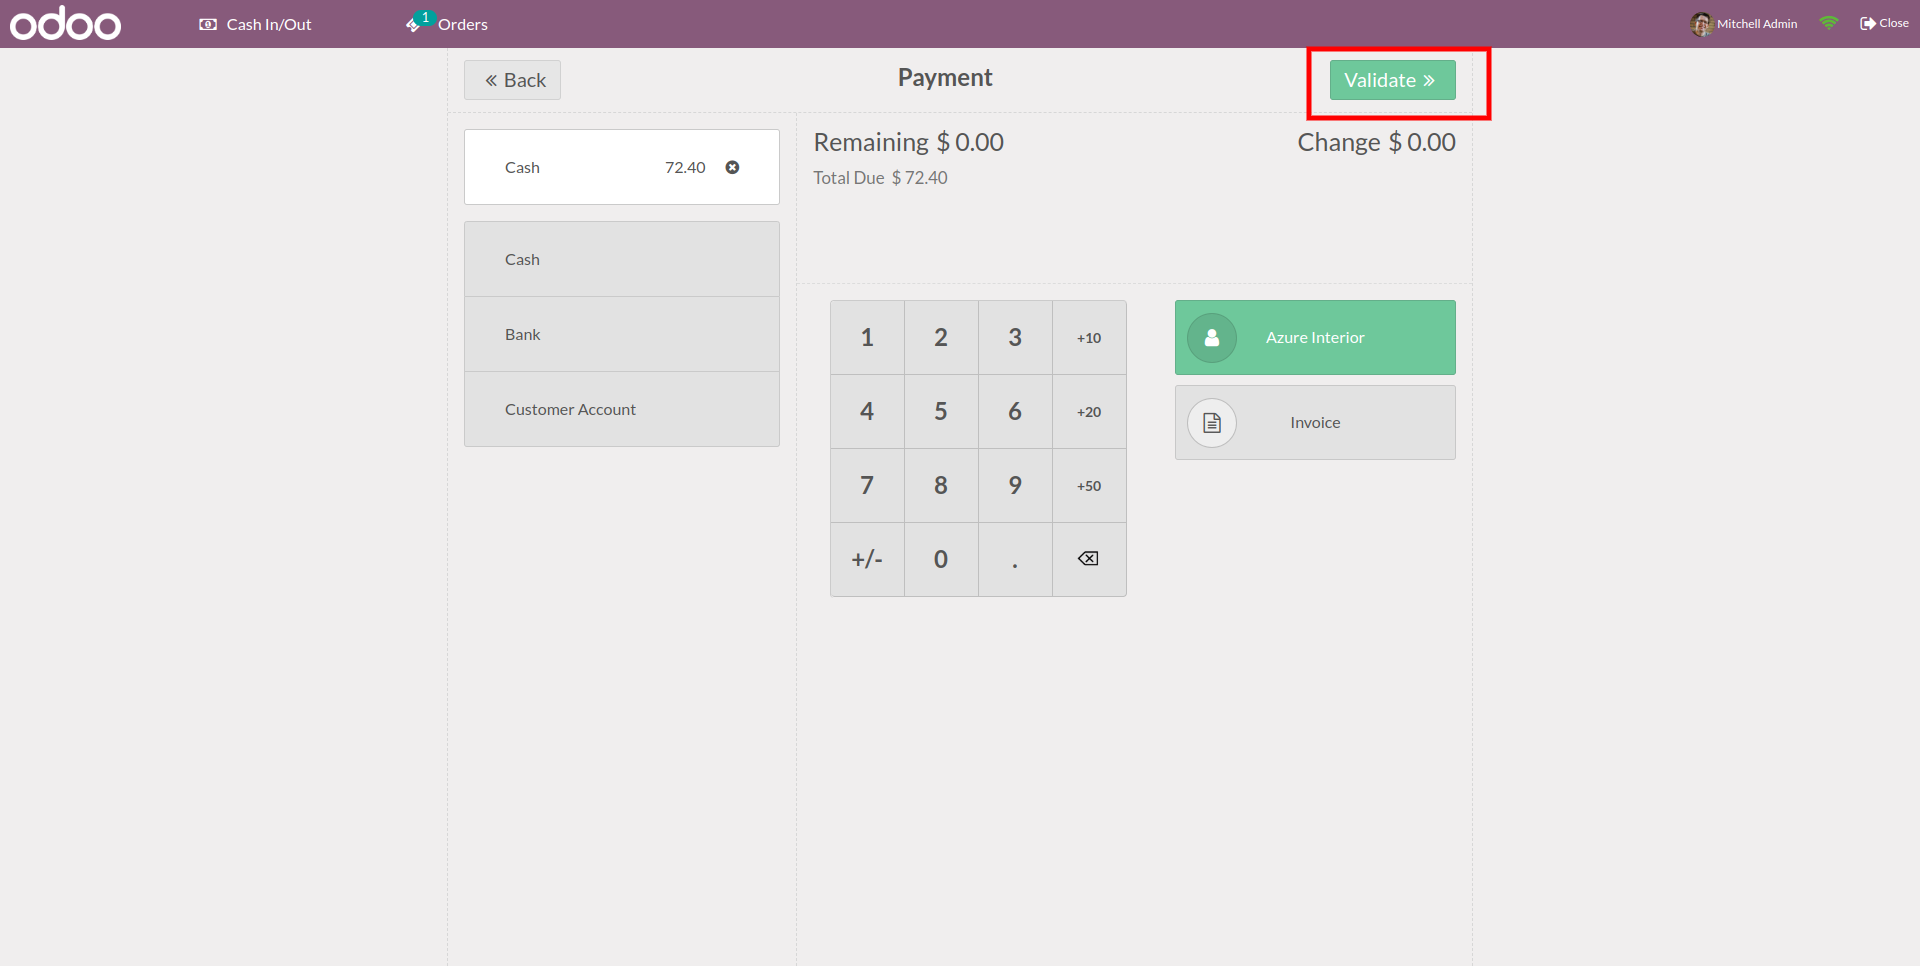 odoo
Cash In/Out
1
Orders
Mitchell Admin
Close
Back
Payment
Validate
Cash 72.40
Remaining $ 0.00
Change $ 0.00
Total Due $ 72.40
Cash
Bank
Customer Account
1 2 3 +10
4 5 6 +20
7 8 9 +50
+/- 0 .
Azure Interior
Invoice